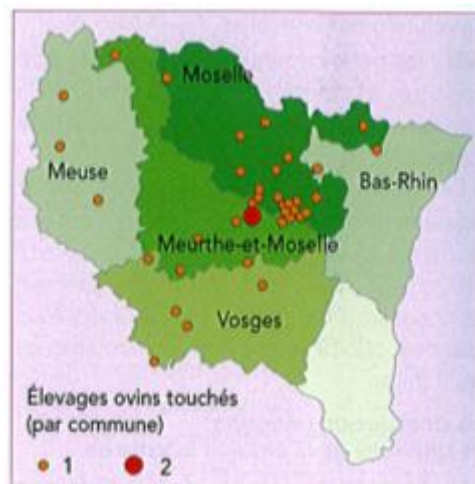 Moselle
Meuse
Bas-Rhin
Meurthe-et-Moselle
Vosges
Élevages ovins touchés
(par commune)
1 2